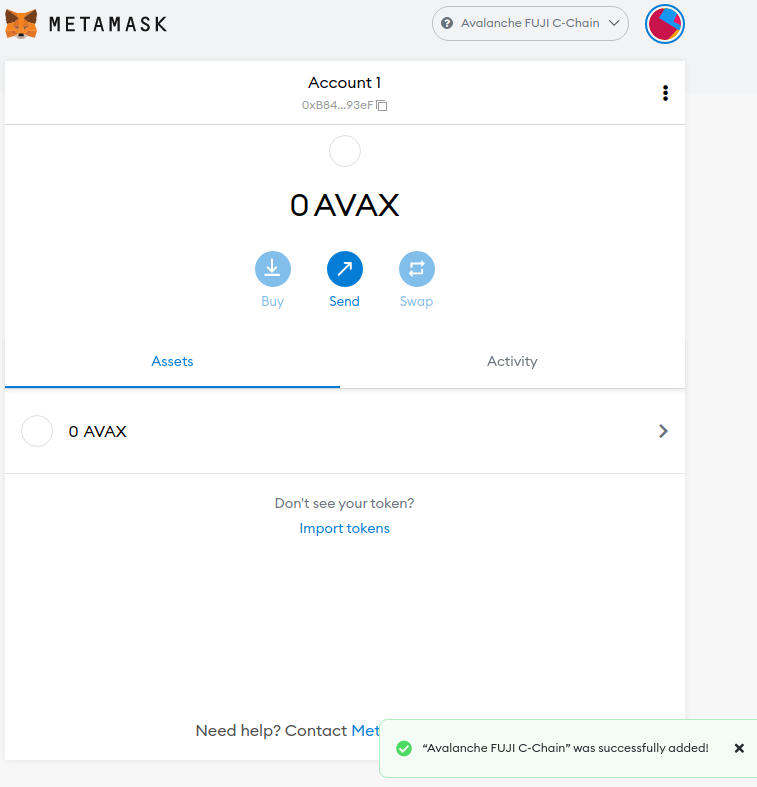 METAMASK
Avalanche FUJI C-Chain
Account 1
0xB84...93eF
0 AVAX
Buy
Send
Swap
Assets
Activity
0 AVAX
Don't see your token?
Import tokens
Need help? Contact Met
“Avalanche FUJI C-Chain” was successfully added!